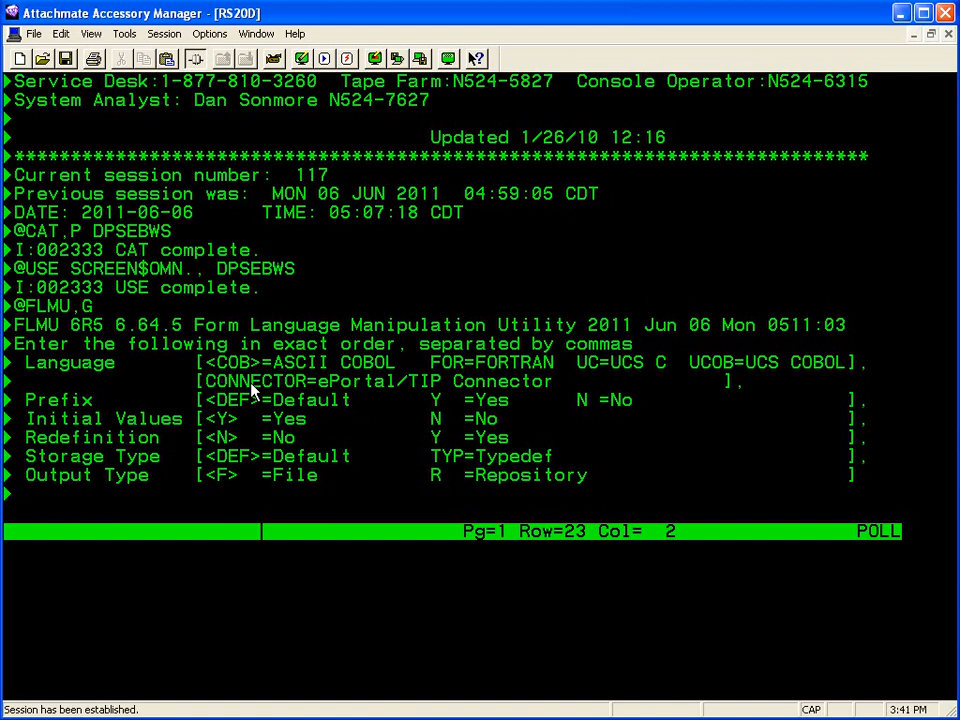 Attachmate Accessory Manager - [RS20D]
File Edit View Tools Session Options Window Help
Service Desk:1-877-810-3260 Tape Farm:N524-5827 Console Operator:N524-6315
System Analyst: Dan Sonmore N524-7627
Updated 1/26/10 12:16
****************************************************************************
Current session number: 117
Previous session was: MON 06 JUN 2011 04:59:05 CDT
DATE: 2011-06-06 TIME: 05:07:18 CDT
@CAT,P DPSEBWS
I:002333 CAT complete.
@USE SCREEN$OMN., DPSEBWS
I:002333 USE complete.
@FLMU,G
FLMU 6R5 6.64.5 Form Language Manipulation Utility 2011 Jun 06 Mon 0511:03
Enter the following in exact order, separated by commas
Language [<COB>=ASCII COBOL FOR=FORTRAN UC=UCS C UCOB=UCS COBOL],
[CONNECTOR=ePortal/TIP Connector ],
Prefix [<DEF>=Default Y =Yes N =No ],
Initial Values [<Y> =Yes N =No ],
Redefinition [<N> =No Y =Yes ],
Storage Type [<DEF>=Default TYP=Typedef ],
Output Type [<F> =File R =Repository ]
Pg=1 Row=23 Col= 2 POLL
Session has been established. CAP 3:41 PM